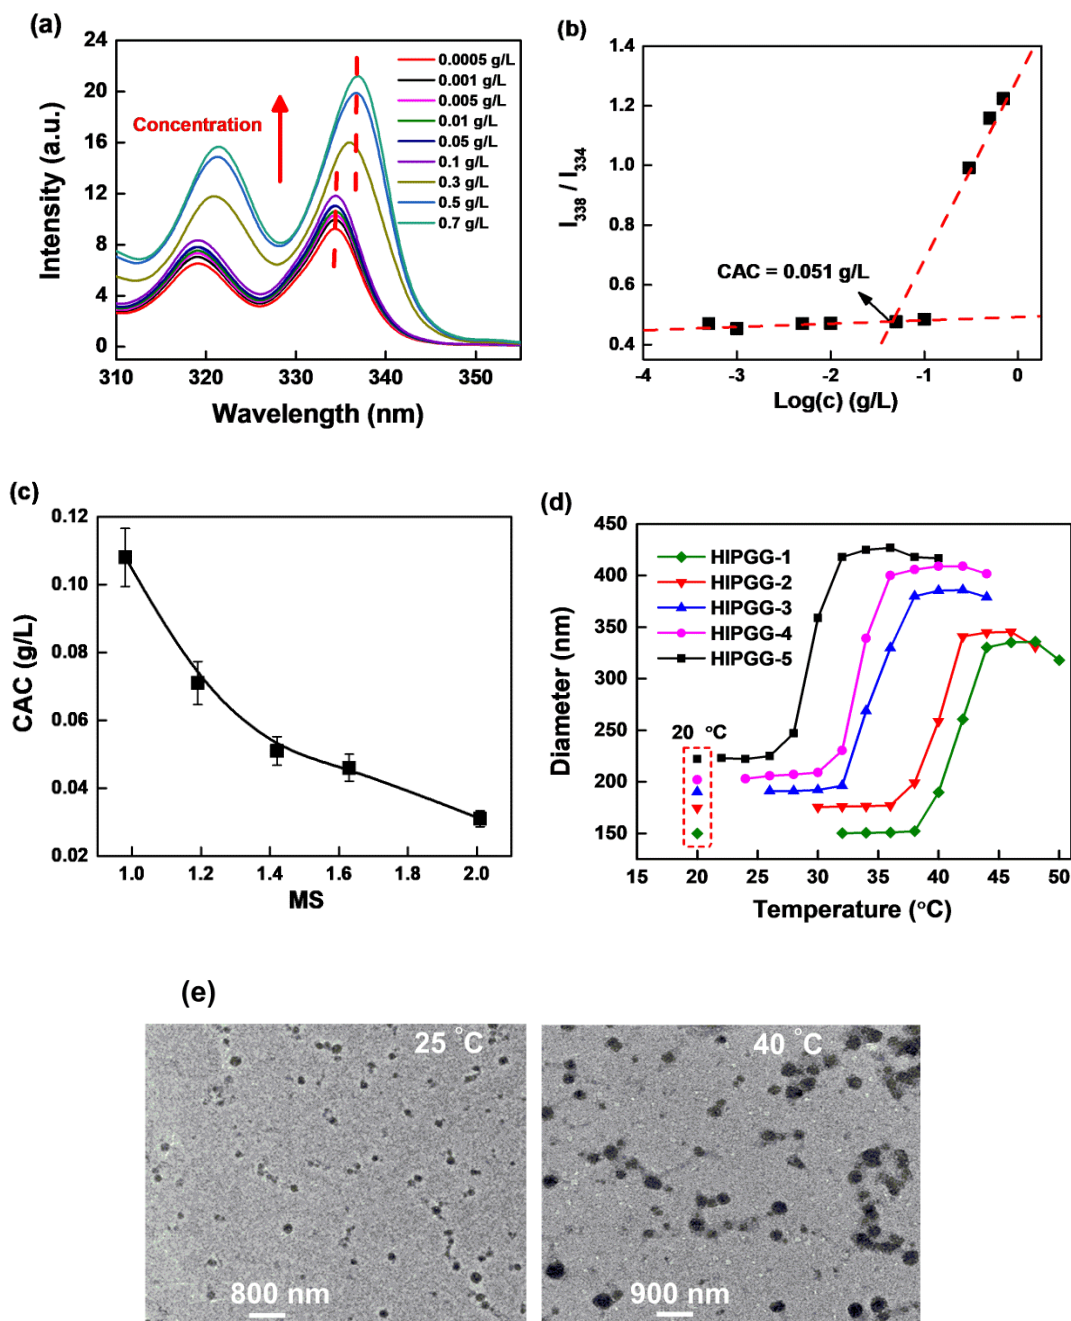 (a)
24
20
16
12
8
4
0
Intensity (a.u.)
Concentration
0.0005 g/L
0.001 g/L
0.005 g/L
0.01 g/L
0.05 g/L
0.1 g/L
0.3 g/L
0.5 g/L
0.7 g/L
310 320 330 340 350
Wavelength (nm)
(b)
1.4
1.2
1.0
0.8
0.6
0.4
I338 / I334
CAC = 0.051 g/L
-4 -3 -2 -1 0
Log(c) (g/L)
(c)
0.12
0.10
0.08
0.06
0.04
0.02
CAC (g/L)
1.0 1.2 1.4 1.6 1.8 2.0
MS
(d)
450
400
350
300
250
200
150
Diameter (nm)
HIPGG-1
HIPGG-2
HIPGG-3
HIPGG-4
HIPGG-5
20 °C
15 20 25 30 35 40 45 50
Temperature (°C)
(e)
25 °C
800 nm
40 °C
900 nm